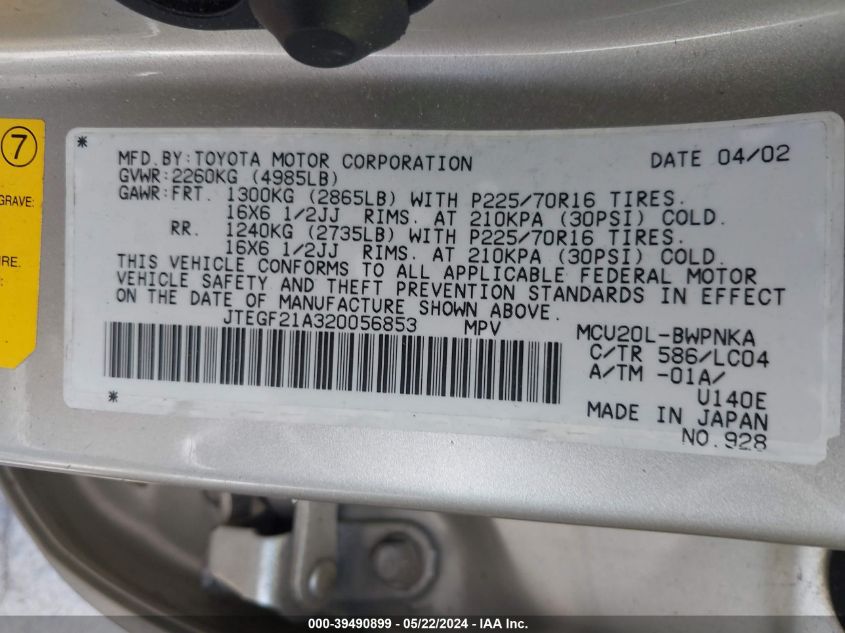 7
GRAVE:
RE.
:
* MFD.BY:TOYOTA MOTOR CORPORATION DATE 04/02
GVWR:2260KG (4985LB)
GAWR:FRT. 1300KG (2865LB) WITH P225/70R16 TIRES.
16X6 1/2JJ RIMS. AT 210KPA (30PSI) COLD.
RR. 1240KG (2735LB) WITH P225/70R16 TIRES.
16X6 1/2JJ RIMS. AT 210KPA (30PSI) COLD.
THIS VEHICLE CONFORMS TO ALL APPLICABLE FEDERAL MOTOR
VEHICLE SAFETY AND THEFT PREVENTION STANDARDS IN EFFECT
ON THE DATE OF MANUFACTURE SHOWN ABOVE.
JTEGF21A320056853 MPV MCU20L-BWPNKA
C/TR 586/LC04
A/TM -01A/
U140E
* MADE IN JAPAN
NO.928
000-39490899 - 05/22/2024 - IAA Inc.